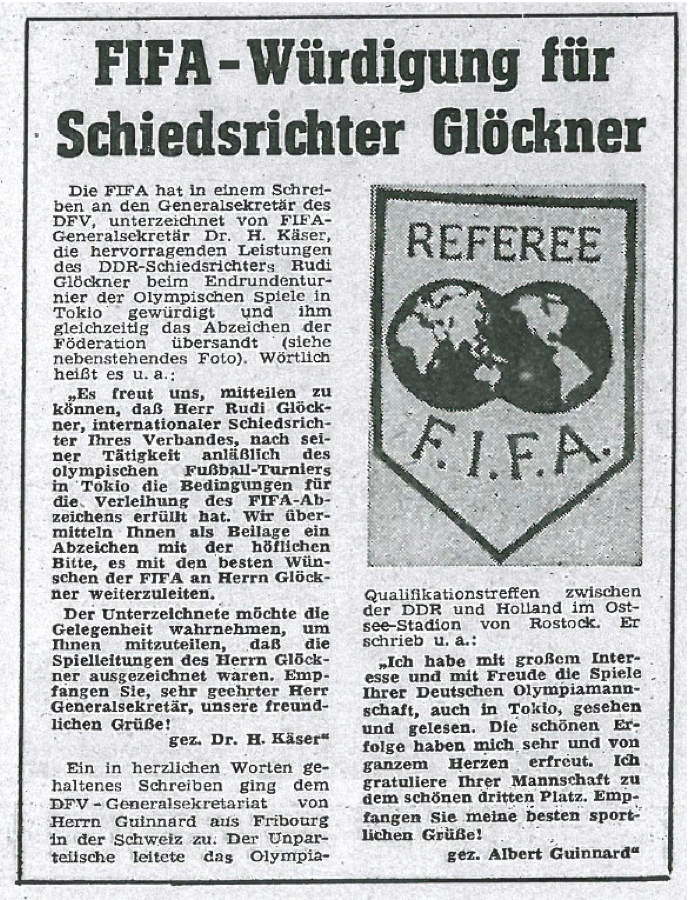 FIFA-Würdigung für
Schiedsrichter Glöckner
Die FIFA hat in einem Schrei-
ben an den Generalsekretär des
DFV, unterzeichnet von FIFA-
Generalsekretär Dr. H. Käser,
die hervorragenden Leistungen
des DDR-Schiedsrichters Rudi
Glöckner beim Endrundentur-
nier der Olympischen Spiele in
Tokio gewürdigt und ihm
gleichzeitig das Abzeichen der
Föderation übersandt (siehe
nebenstehendes Foto). Wörtlich
heißt es u. a.:
„Es freut uns, mitteilen zu
können, daß Herr Rudi Glöck-
ner, internationaler Schiedsrich-
ter Ihres Verbandes, nach sei-
ner Tätigkeit anläßlich des
olympischen Fußball-Turniers
in Tokio die Bedingungen für
die Verleihung des FIFA-Ab-
zeichens erfüllt hat. Wir über-
mitteln Ihnen als Beilage ein
Abzeichen mit der höflichen
Bitte, es mit den besten Wün-
schen der FIFA an Herrn Glöck-
ner weiterzuleiten.
Der Unterzeichnete möchte die
Gelegenheit wahrnehmen, um
Ihnen mitzuteilen, daß die
Spielleitungen des Herrn Glöck-
ner ausgezeichnet waren. Emp-
fangen Sie, sehr geehrter Herr
Generalsekretär, unsere freund-
lichen Grüße!
gez. Dr. H. Käser“
Ein in herzlichen Worten ge-
haltenes Schreiben ging dem
DFV-Generalsekretariat von
Herrn Guinnard aus Fribourg
in der Schweiz zu. Der Unpar-
teiische leitete das Olympia-
REFEREE
F.I.F.A.
Qualifikationstreffen zwischen
der DDR und Holland im Ost-
see-Stadion von Rostock. Er
schrieb u. a.:
„Ich habe mit großem Inter-
esse und mit Freude die Spiele
Ihrer Deutschen Olympiamann-
schaft, auch in Tokio, gesehen
und gelesen. Die schönen Er-
folge haben mich sehr und von
ganzem Herzen erfreut. Ich
gratuliere Ihrer Mannschaft zu
dem schönen dritten Platz. Emp-
fangen Sie meine besten sport-
lichen Grüße!
gez. Albert Guinnard“